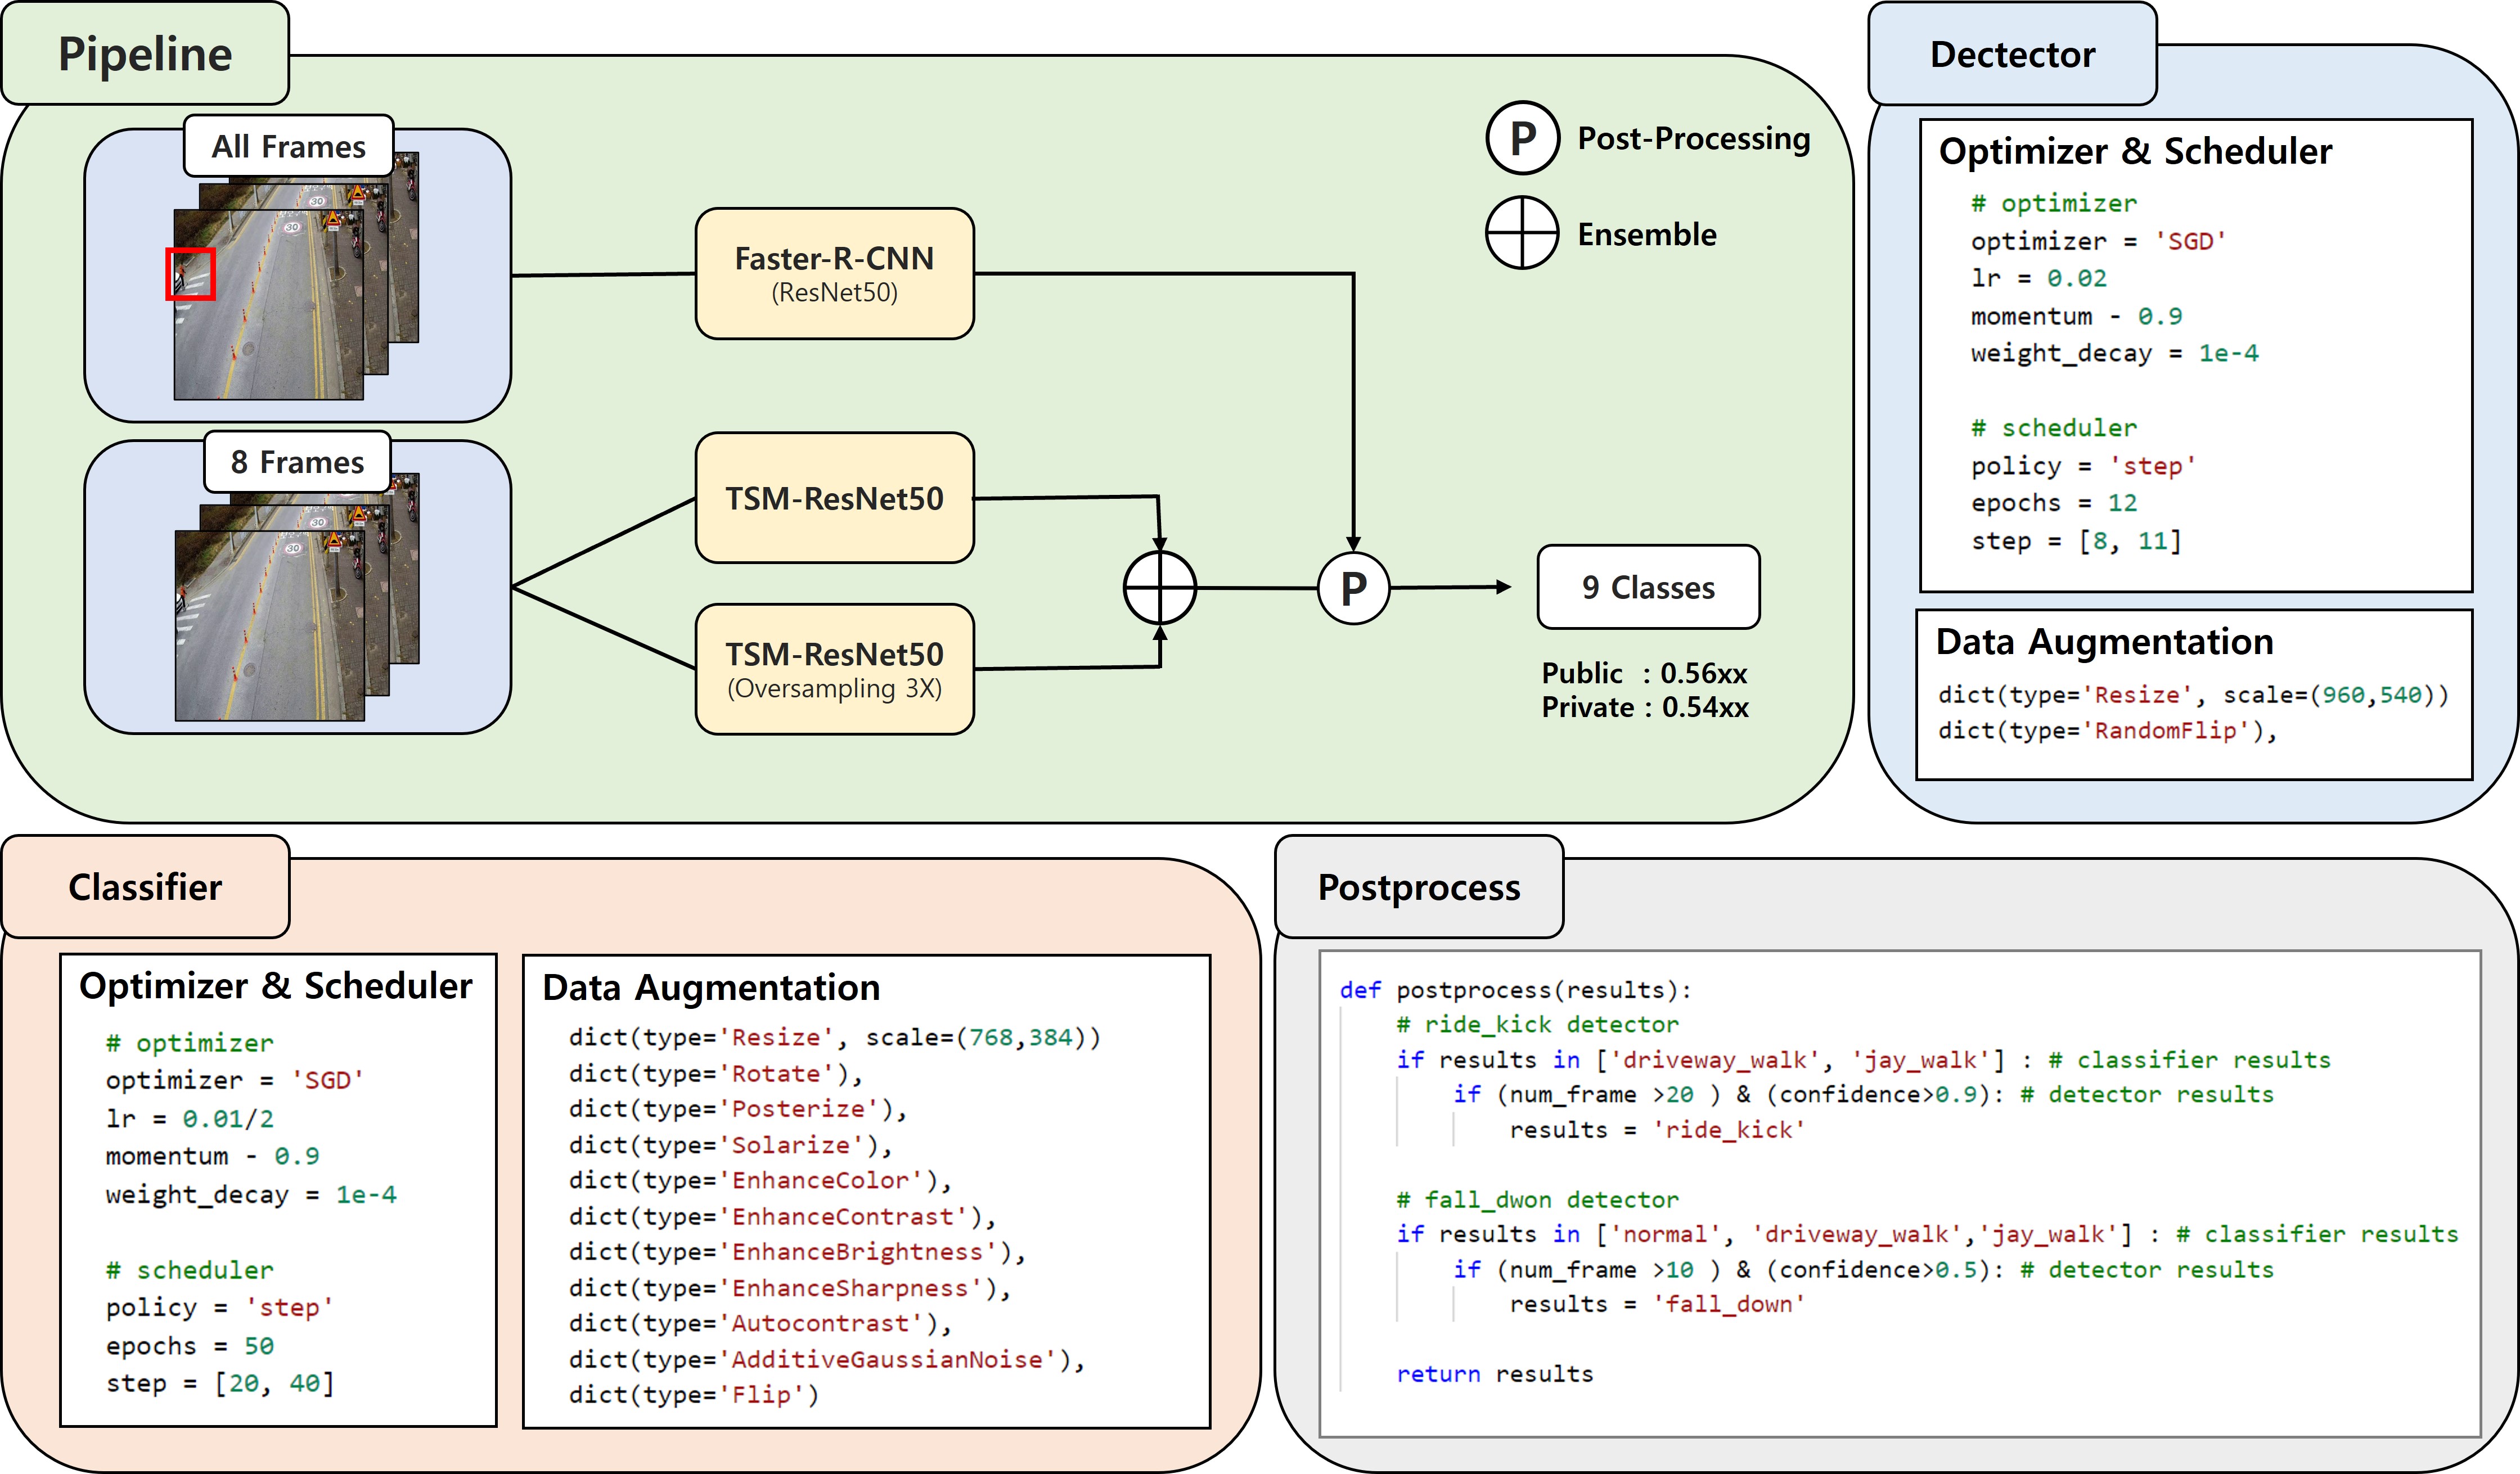 Pipeline
All Frames
30
30
8 Frames
30
30
Faster-R-CNN
(ResNet50)
TSM-ResNet50
TSM-ResNet50
(Oversampling 3X)
P
Post-Processing
Ensemble
P
9 Classes
Public : 0.56xx
Private : 0.54xx
Dectector
Optimizer & Scheduler
# optimizer
optimizer = 'SGD'
lr = 0.02
momentum - 0.9
weight_decay = 1e-4
# scheduler
policy = 'step'
epochs = 12
step = [8, 11]
Data Augmentation
dict(type='Resize', scale=(960,540))
dict(type='RandomFlip'),
Classifier
Optimizer & Scheduler
# optimizer
optimizer = 'SGD'
lr = 0.01/2
momentum - 0.9
weight_decay = 1e-4
# scheduler
policy = 'step'
epochs = 50
step = [20, 40]
Data Augmentation
dict(type='Resize', scale=(768,384))
dict(type='Rotate'),
dict(type='Posterize'),
dict(type='Solarize'),
dict(type='EnhanceColor'),
dict(type='EnhanceContrast'),
dict(type='EnhanceBrightness'),
dict(type='EnhanceSharpness'),
dict(type='Autocontrast'),
dict(type='AdditiveGaussianNoise'),
dict(type='Flip')
Postprocess
def postprocess(results):
# ride_kick detector
if results in ['driveway_walk', 'jay_walk'] : # classifier results
if (num_frame >20 ) & (confidence>0.9): # detector results
results = 'ride_kick'
# fall_dwon detector
if results in ['normal', 'driveway_walk','jay_walk'] : # classifier results
if (num_frame >10 ) & (confidence>0.5): # detector results
results = 'fall_down'
return results